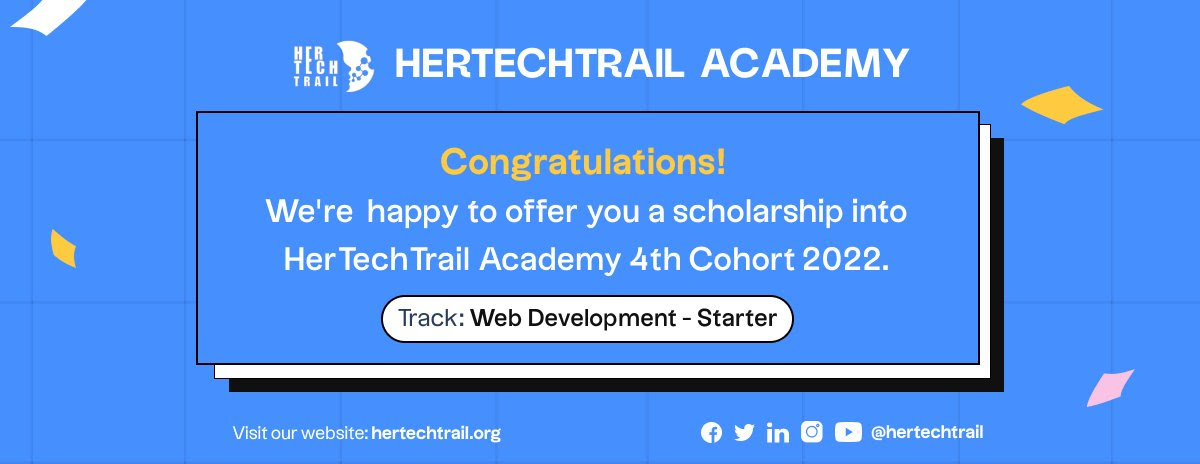 HER
TECH
TRAIL
HERTECHTRAIL ACADEMY
Congratulations!
We're happy to offer you a scholarship into
HerTechTrail Academy 4th Cohort 2022.
Track: Web Development - Starter
Visit our website: hertechtrail.org
@hertechtrail